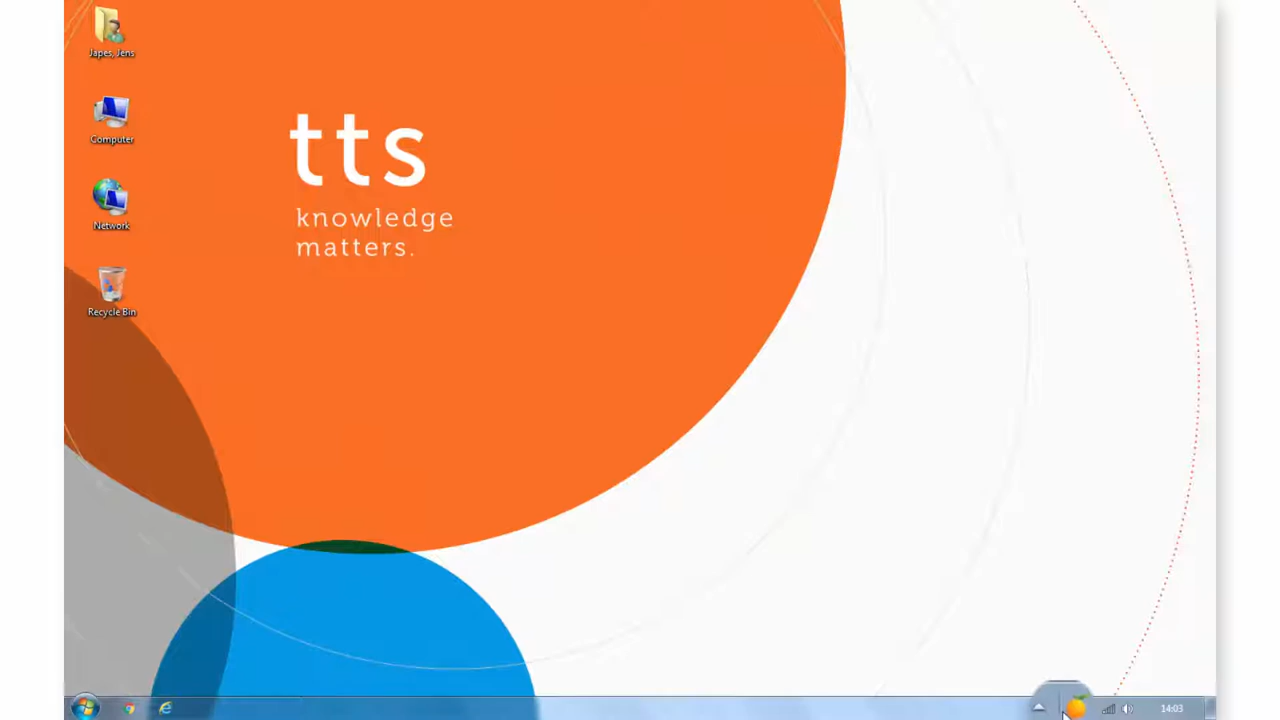 Japes, Jens
Computer
Network
Recycle Bin
tts
knowledge
matters.
14:03